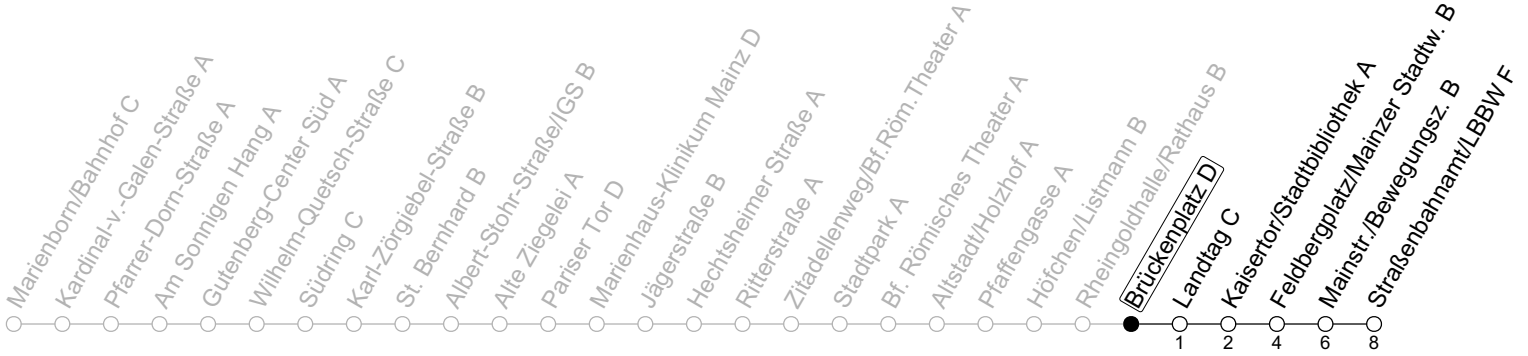 Marienborn/Bahnhof C
Kardinal-v.-Galen-Straße A
Pfarrer-Dorn-Straße A
Am Sonnigen Hang A
Gutenberg-Center Süd A
Wilhelm-Quetsch-Straße C
Südring C
Karl-Zörgiebel-Straße B
St. Bernhard B
Albert-Stohr-Straße/IGS B
Alte Ziegelei A
Pariser Tor D
Marienhaus-Klinikum Mainz D
Jägerstraße B
Hechtsheimer Straße A
Ritterstraße A
Zitadellenweg/Bf.Röm.Theater A
Stadtpark A
Bf. Römisches Theater A
Altstadt/Holzhof A
Pfaffengasse A
Höfchen/Listmann B
Rheingoldhalle/Rathaus B
Brückenplatz D
Landtag C
Kaisertor/Stadtbibliothek A
Feldbergplatz/Mainzer Stadtw. B
Mainstr./Bewegungsz. B
Straßenbahnamt/LBBW F
1 2 4 6 8